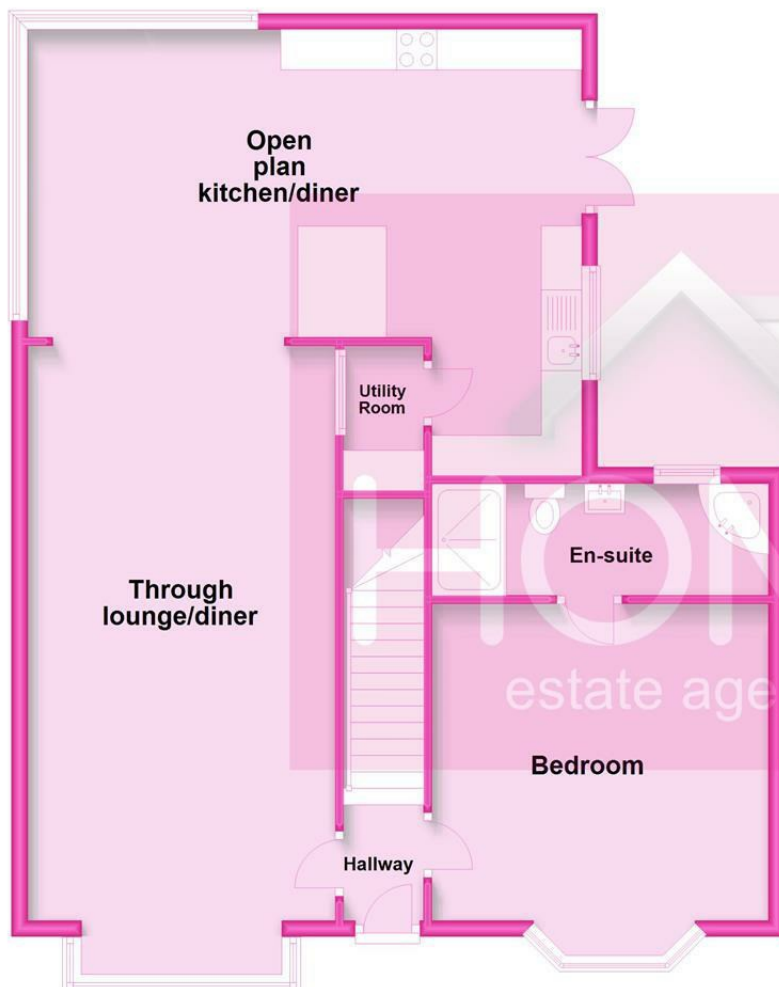 Open
plan
kitchen/diner
Utility
Room
En-suite
Through
lounge/diner
estate age
Bedroom
Hallway